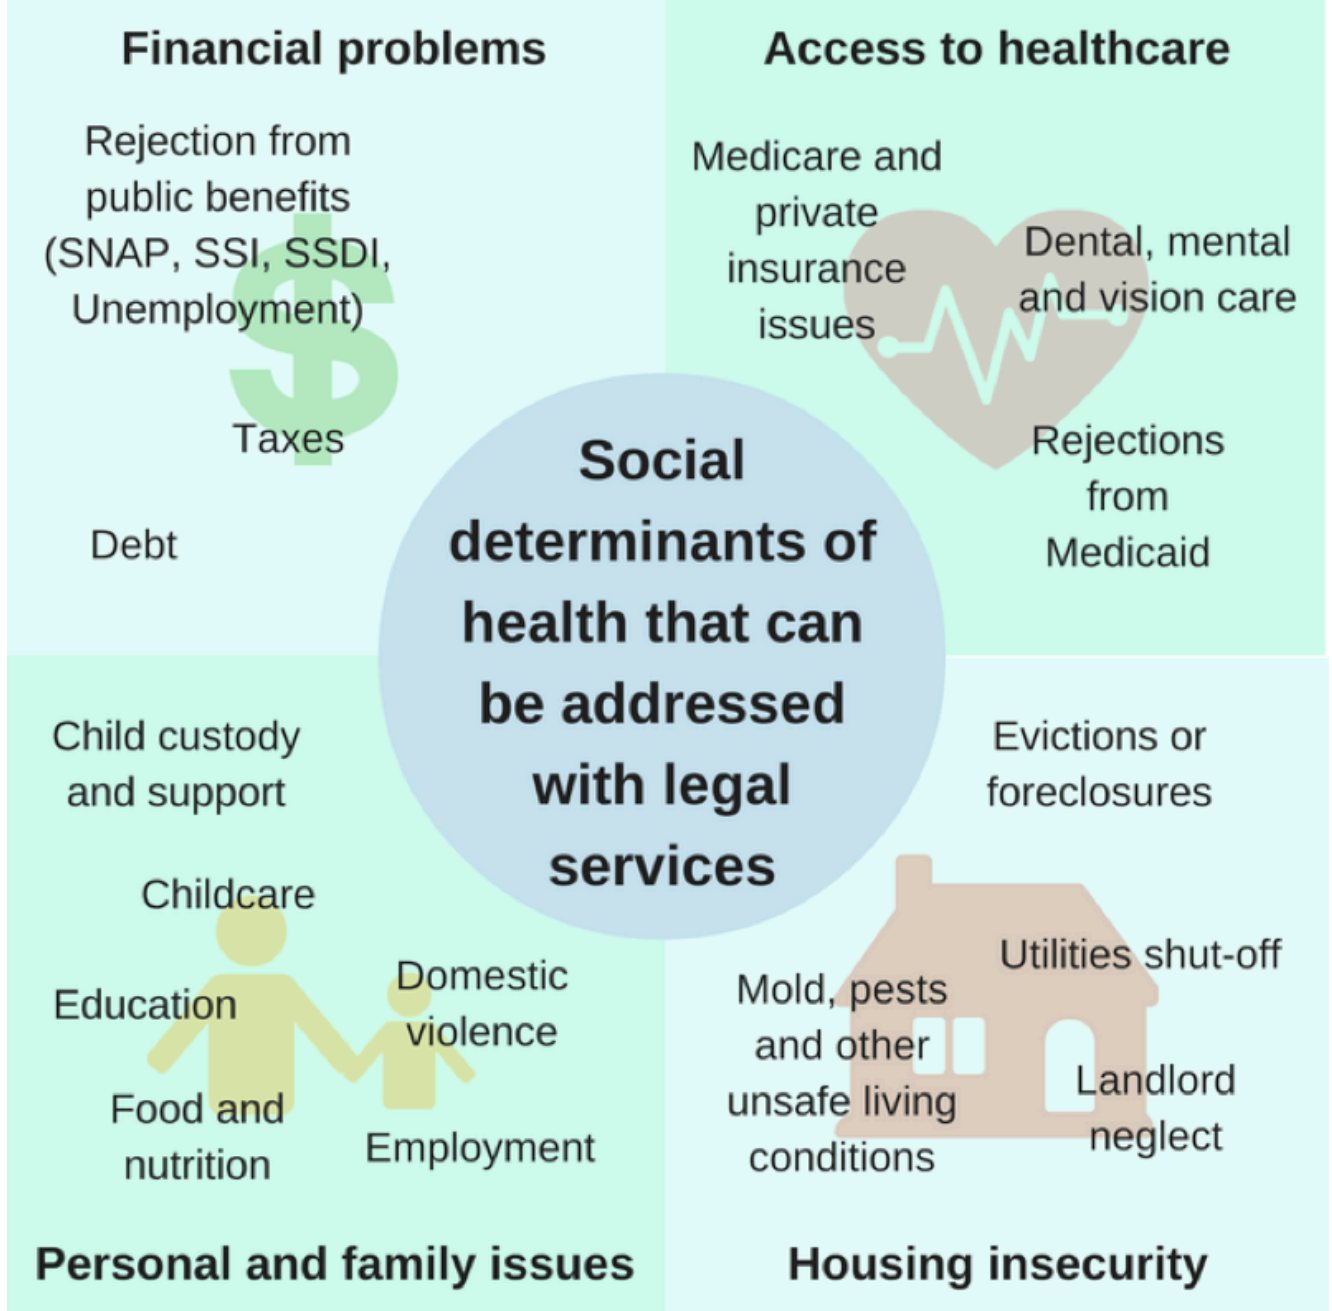 Financial problems
Rejection from
public benefits
(SNAP, SSI, SSDI,
Unemployment)
Taxes
Debt
Access to healthcare
Medicare and
private
insurance
issues
Dental, mental
and vision care
Rejections
from
Medicaid
Social
determinants of
health that can
be addressed
with legal
services
Child custody
and support
Childcare
Education
Domestic
violence
Food and
nutrition
Employment
Personal and family issues
Evictions or
foreclosures
Utilities shut-off
Mold, pests
and other
unsafe living
conditions
Landlord
neglect
Housing insecurity